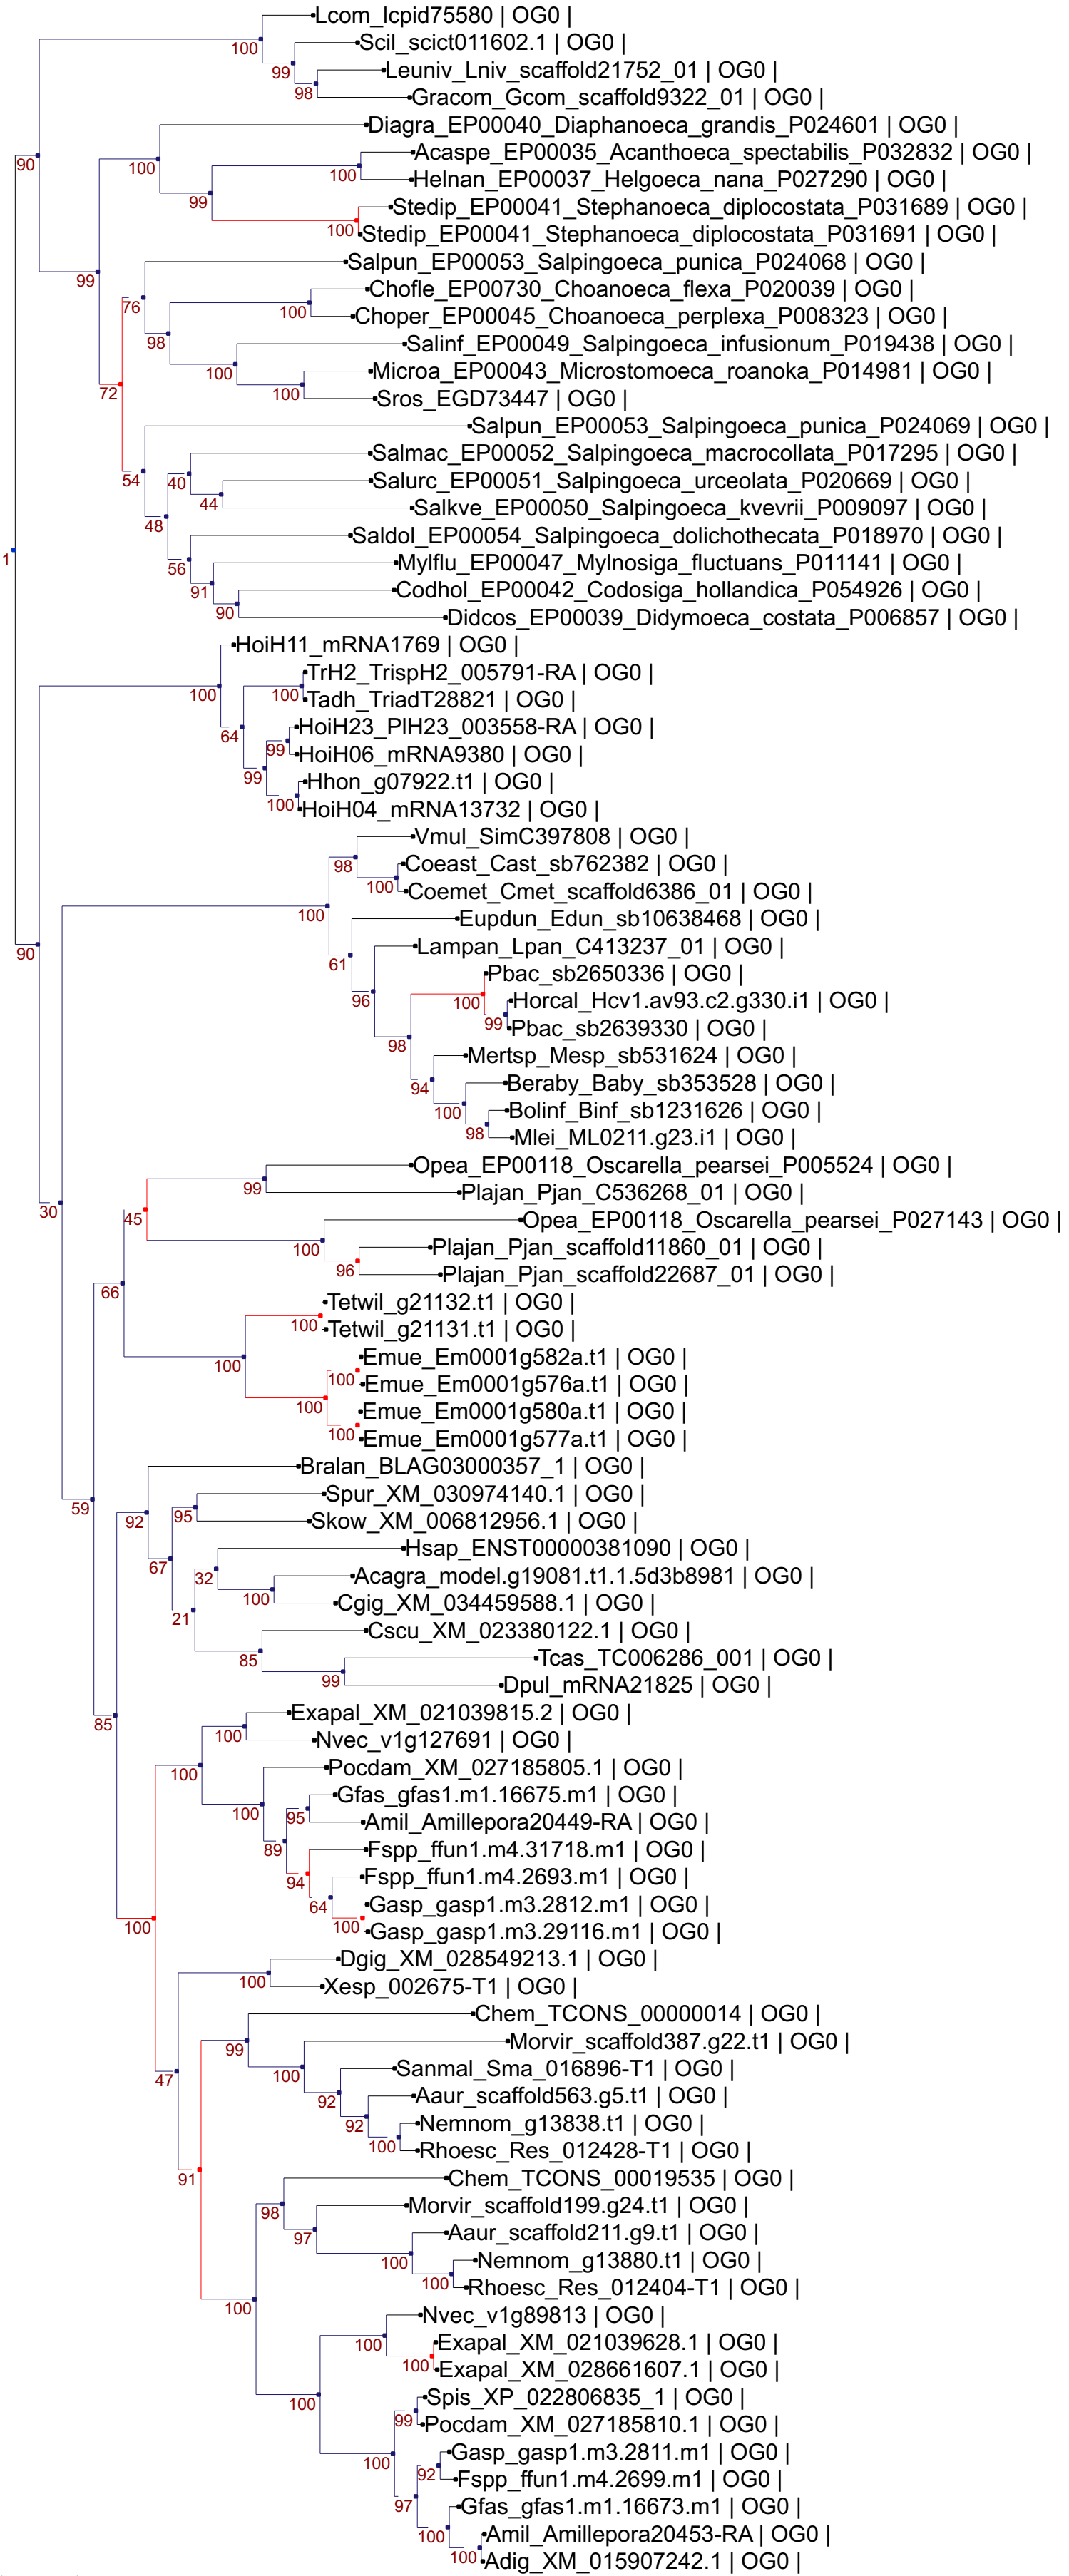 Lcom_lcpid75580 | OG0 |
100
Scil_scict011602.1 | OG0 |
99
Leuniv_Lniv_scaffold21752_01 | OG0 |
98
Gracom_Gcom_scaffold9322_01 | OG0 |
Diagra_EP00040_Diaphanoeca_grandis_P024601 | OG0 |
90
100
Acaspe_EP00035_Acanthoeca_spectabilis_P032832 | OG0 |
100
Helnan_EP00037_Helgoeca_nana_P027290 | OG0 |
99
Stedip_EP00041_Stephanoeca_diplocostata_P031689 | OG0 |
100
Stedip_EP00041_Stephanoeca_diplocostata_P031691 | OG0 |
Salpun_EP00053_Salpingoeca_punica_P024068 | OG0 |
99
Chofle_EP00730_Choanoeca_flexa_P020039 | OG0 |
76
100
Choper_EP00045_Choanoeca_perplexa_P008323 | OG0 |
98
Salinf_EP00049_Salpingoeca_infusionum_P019438 | OG0 |
100
Microa_EP00043_Microstomoeca_roanoka_P014981 | OG0 |
72
100
Sros_EGD73447 | OG0 |
Salpun_EP00053_Salpingoeca_punica_P024069 | OG0 |
Salmac_EP00052_Salpingoeca_macrocollata_P017295 | OG0 |
54
40
Salurc_EP00051_Salpingoeca_urceolata_P020669 | OG0 |
44
Salkve_EP00050_Salpingoeca_kvevrii_P009097 | OG0 |
48
Saldol_EP00054_Salpingoeca_dolichothecata_P018970 | OG0 |
1
56
Mylflu_EP00047_Mylnosiga_fluctuans_P011141 | OG0 |
91
Codhol_EP00042_Codosiga_hollandica_P054926 | OG0 |
90
Didcos_EP00039_Didymoeca_costata_P006857 | OG0 |
HoiH11_mRNA1769 | OG0 |
TrH2_TrispH2_005791-RA | OG0 |
100
100
Tadh_TriadT28821 | OG0 |
64
HoiH23_PlH23_003558-RA | OG0 |
99
HoiH06_mRNA9380 | OG0 |
99
Hhon_g07922.t1 | OG0 |
100
HoiH04_mRNA13732 | OG0 |
Vmul_SimC397808 | OG0 |
98
Coeast_Cast_sb762382 | OG0 |
100
Coemet_Cmet_scaffold6386_01 | OG0 |
100
Eupdun_Edun_sb10638468 | OG0 |
90
61
Lampan_Lpan_C413237_01 | OG0 |
Pbac_sb2650336 | OG0 |
96
100
Horcal_Hcv1.av93.c2.g330.i1 | OG0 |
99
Pbac_sb2639330 | OG0 |
98
Mertsp_Mesp_sb531624 | OG0 |
94
Beraby_Baby_sb353528 | OG0 |
100
Bolinf_Binf_sb1231626 | OG0 |
98
Mlei_ML0211.g23.i1 | OG0 |
Opea_EP00118_Oscarella_pearsei_P005524 | OG0 |
99
Plajan_Pjan_C536268_01 | OG0 |
30
45
Opea_EP00118_Oscarella_pearsei_P027143 | OG0 |
100
Plajan_Pjan_scaffold11860_01 | OG0 |
96
Plajan_Pjan_scaffold22687_01 | OG0 |
66
Tetwil_g21132.t1 | OG0 |
100
Tetwil_g21131.t1 | OG0 |
100
Emue_Em0001g582a.t1 | OG0 |
100
Emue_Em0001g576a.t1 | OG0 |
100
Emue_Em0001g580a.t1 | OG0 |
100
Emue_Em0001g577a.t1 | OG0 |
Bralan_BLAG03000357_1 | OG0 |
59
Spur_XM_030974140.1 | OG0 |
92
95
Skow_XM_006812956.1 | OG0 |
67
Hsap_ENST00000381090 | OG0 |
32
Acagra_model.g19081.t1.1.5d3b8981 | OG0 |
100
Cgig_XM_034459588.1 | OG0 |
21
Cscu_XM_023380122.1 | OG0 |
85
Tcas_TC006286_001 | OG0 |
99
Dpul_mRNA21825 | OG0 |
Exapal_XM_021039815.2 | OG0 |
85
100
Nvec_v1g127691 | OG0 |
100
Pocdam_XM_027185805.1 | OG0 |
Gfas_gfas1.m1.16675.m1 | OG0 |
100
95
Amil_Amillepora20449-RA | OG0 |
89
Fspp_ffun1.m4.31718.m1 | OG0 |
94
Fspp_ffun1.m4.2693.m1 | OG0 |
64
Gasp_gasp1.m3.2812.m1 | OG0 |
100
100
Gasp_gasp1.m3.29116.m1 | OG0 |
Dgig_XM_028549213.1 | OG0 |
100
Xesp_002675-T1 | OG0 |
Chem_TCONS_00000014 | OG0 |
99
Morvir_scaffold387.g22.t1 | OG0 |
47
100
Sanmal_Sma_016896-T1 | OG0 |
92
Aaur_scaffold563.g5.t1 | OG0 |
92
Nemnom_g13838.t1 | OG0 |
100
Rhoesc_Res_012428-T1 | OG0 |
91
Chem_TCONS_00019535 | OG0 |
98
Morvir_scaffold199.g24.t1 | OG0 |
97
Aaur_scaffold211.g9.t1 | OG0 |
100
Nemnom_g13880.t1 | OG0 |
100
Rhoesc_Res_012404-T1 | OG0 |
100
Nvec_v1g89813 | OG0 |
100
Exapal_XM_021039628.1 | OG0 |
100
Exapal_XM_028661607.1 | OG0 |
100
Spis_XP_022806835_1 | OG0 |
99
Pocdam_XM_027185810.1 | OG0 |
100
Gasp_gasp1.m3.2811.m1 | OG0 |
92
Fspp_ffun1.m4.2699.m1 | OG0 |
97
Gfas_gfas1.m1.16673.m1 | OG0 |
100
Amil_Amillepora20453-RA | OG0 |
100
Adig_XM_015907242.1 | OG0 |